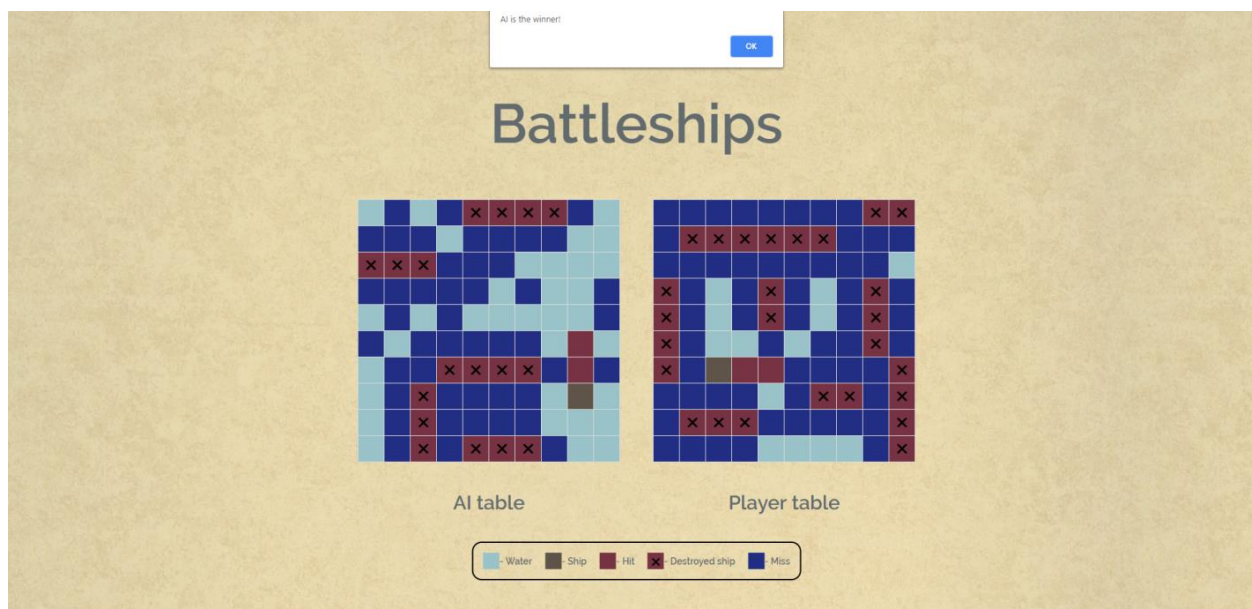 AI is the winner!
OK
Battleships
AI table
Player table
- Water - Ship - Hit - Destroyed ship - Miss